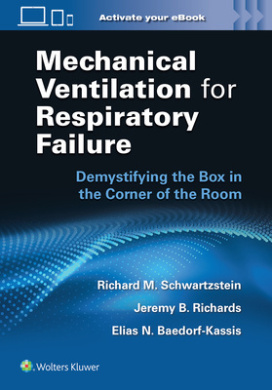 Activate your eBook
Mechanical
Ventilation for
Respiratory
Failure
Demystifying the Box in
the Corner of the Room
Richard M. Schwartzstein
Jeremy B. Richards
Elias N. Baedorf-Kassis
Wolters Kluwer